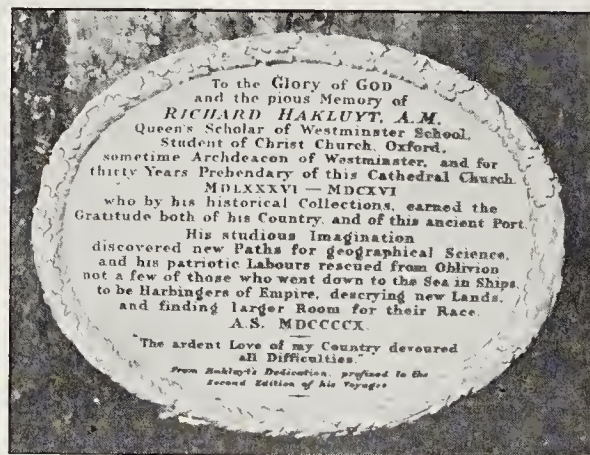 To the Glory of GOD
and the pious Memory of
RICHARD HAKLUYT, A.M.
Queen's Scholar of Westminster School,
Student of Christ Church, Oxford,
sometime Archdeacon of Westminster, and for
thirty Years Prebendary of this Cathedral Church.
MDLXXXVI — MDCXVI
who by his historical Collections, earned the
Gratitude both of his Country, and of this ancient Port.
His studious Imagination
discovered new Paths for geographical Science,
and his patriotic Labours rescued from Oblivion
not a few of those who went down to the Sea in Ships,
to be Harbingers of Empire, descrying new Lands,
and finding larger Room for their Race.
A.S. MDCCCCX.
"The ardent Love of my Country devoured
all Difficulties."
From Hakluyt's Dedication, prefixed to the
Second Edition of his Voyages